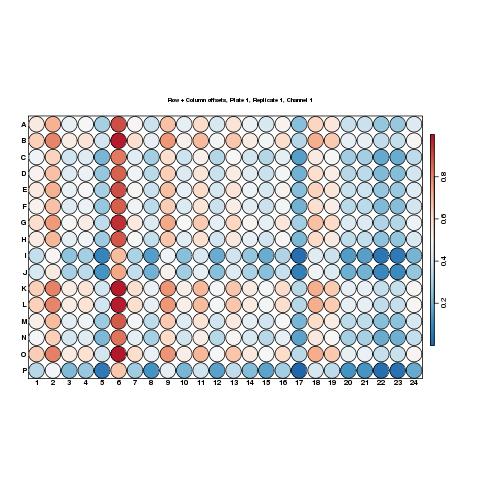 Row + Column offsets, Plate 1, Replicate 1, Channel 1
A
B
C
D
E
F
G
H
I
J
K
L
M
N
O
P
1 2 3 4 5 6 7 8 9 10 11 12 13 14 15 16 17 18 19 20 21 22 23 24
0.8
0.6
0.4
0.2